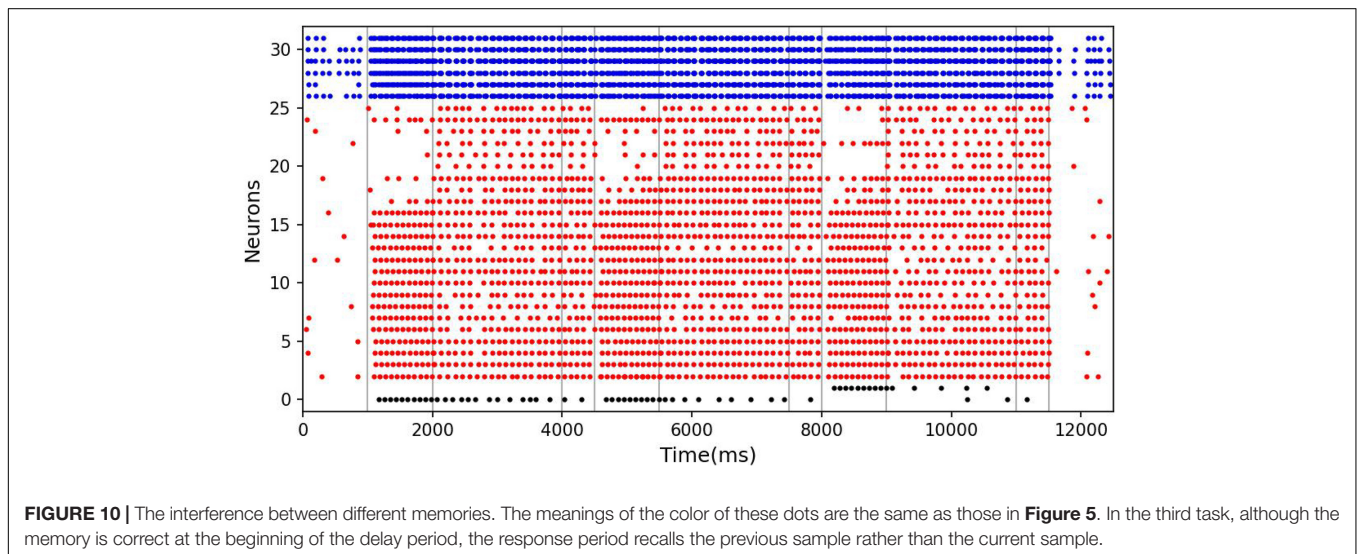 30
25
20
15
10
5
0
Neurons
0 2000 4000 6000 8000 10000 12000
Time(ms)
FIGURE 10 | The interference between different memories. The meanings of the color of these dots are the same as those in Figure 5. In the third task, although the
memory is correct at the beginning of the delay period, the response period recalls the previous sample rather than the current sample.